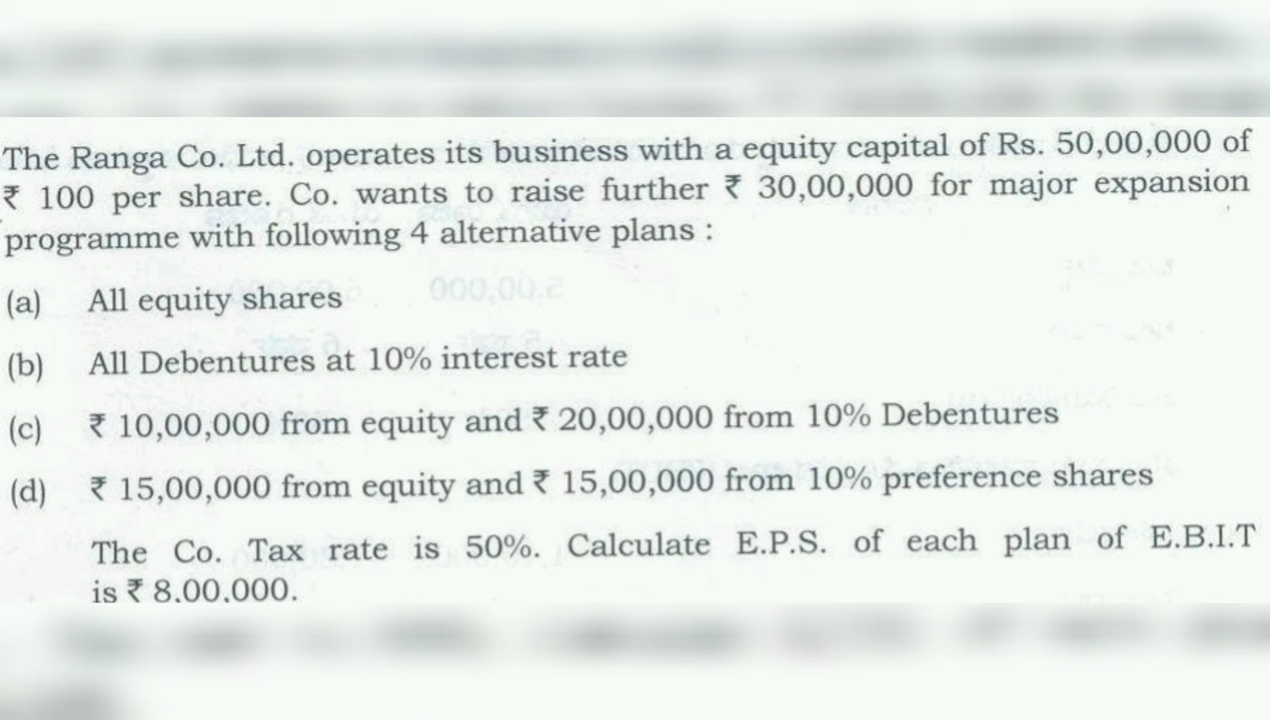 The Ranga Co. Ltd. operates its business with a equity capital of Rs. 50,00,000 of
₹ 100 per share. Co. wants to raise further ₹ 30,00,000 for major expansion
programme with following 4 alternative plans :
(a) All equity shares
(b) All Debentures at 10% interest rate
(c) ₹ 10,00,000 from equity and ₹ 20,00,000 from 10% Debentures
(d) ₹ 15,00,000 from equity and ₹ 15,00,000 from 10% preference shares
The Co. Tax rate is 50%. Calculate E.P.S. of each plan of E.B.I.T
is ₹ 8,00,000.